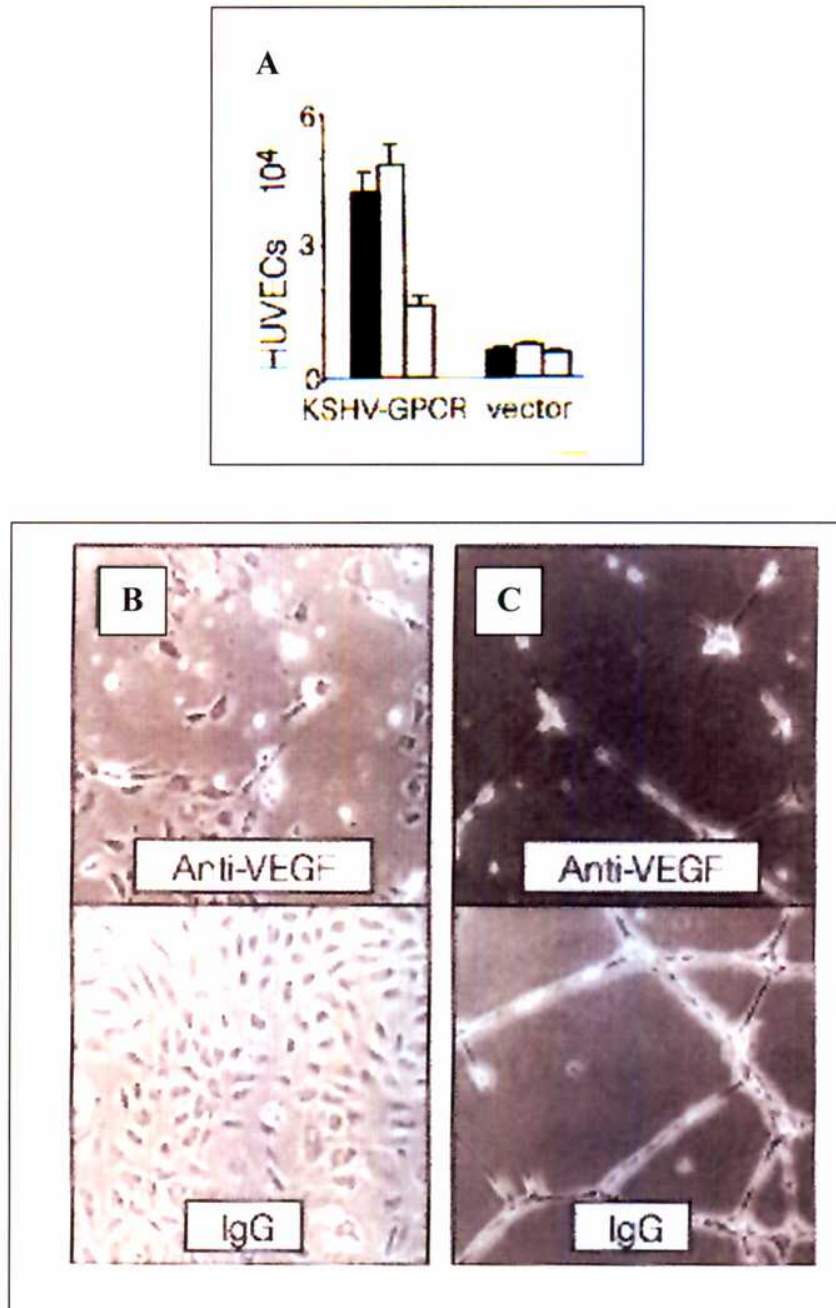 A
6
HUVECs 10⁴
3
0
KSHV-GPCR vector
B
C
Anti-VEGF
Anti-VEGF
IgG
IgG